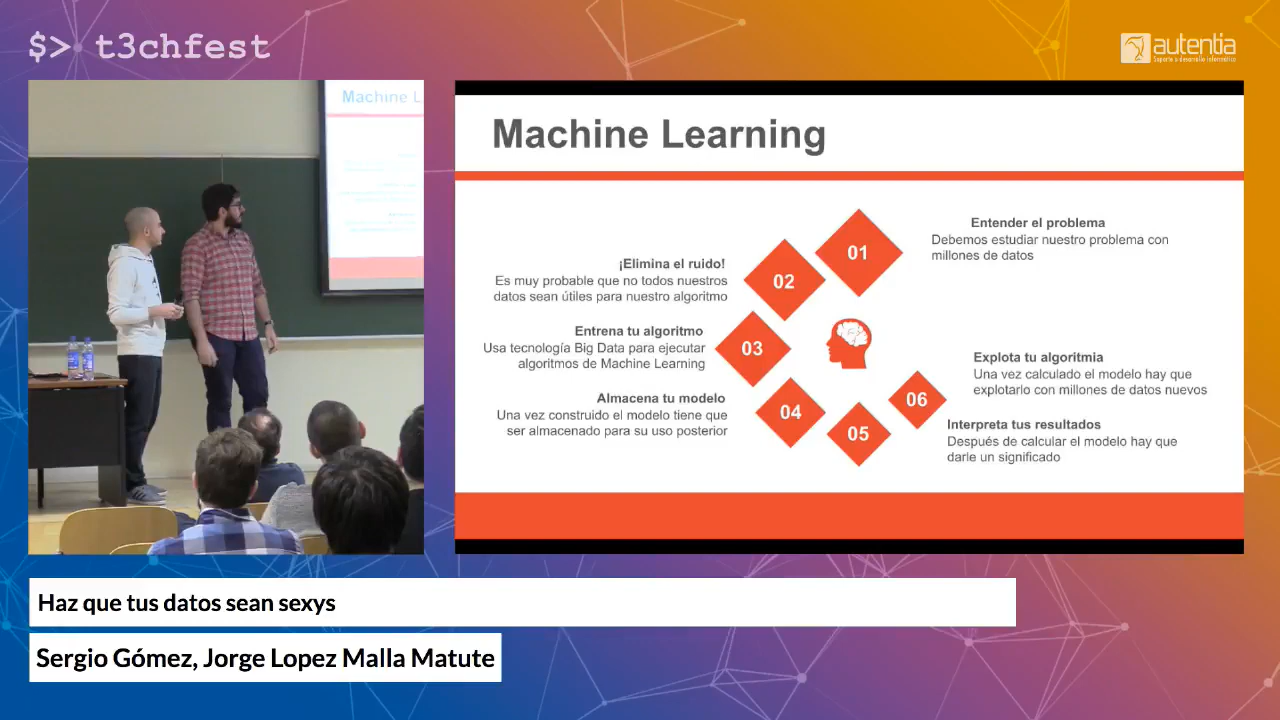 $> t3chfest
autentia
Soporte a desarrollo informático
Machine L
Machine Learning
01
Entender el problema
Debemos estudiar nuestro problema con
millones de datos
02
¡Elimina el ruido!
Es muy probable que no todos nuestros
datos sean útiles para nuestro algoritmo
03
Entrena tu algoritmo
Usa tecnología Big Data para ejecutar
algoritmos de Machine Learning
04
Almacena tu modelo
Una vez construido el modelo tiene que
ser almacenado para su uso posterior
06
Explota tu algoritmia
Una vez calculado el modelo hay que
explotarlo con millones de datos nuevos
05
Interpreta tus resultados
Después de calcular el modelo hay que
darle un significado
Haz que tus datos sean sexys
Sergio Gómez, Jorge Lopez Malla Matute